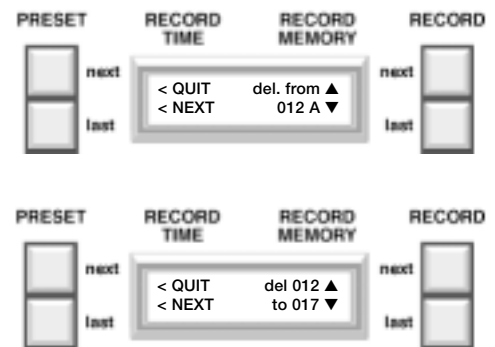 PRESET RECORD TIME RECORD MEMORY RECORD
next next
< QUIT del. from ▲
< NEXT 012 A ▼
last last
PRESET RECORD TIME RECORD MEMORY RECORD
next next
< QUIT del 012 ▲
< NEXT to 017 ▼
last last